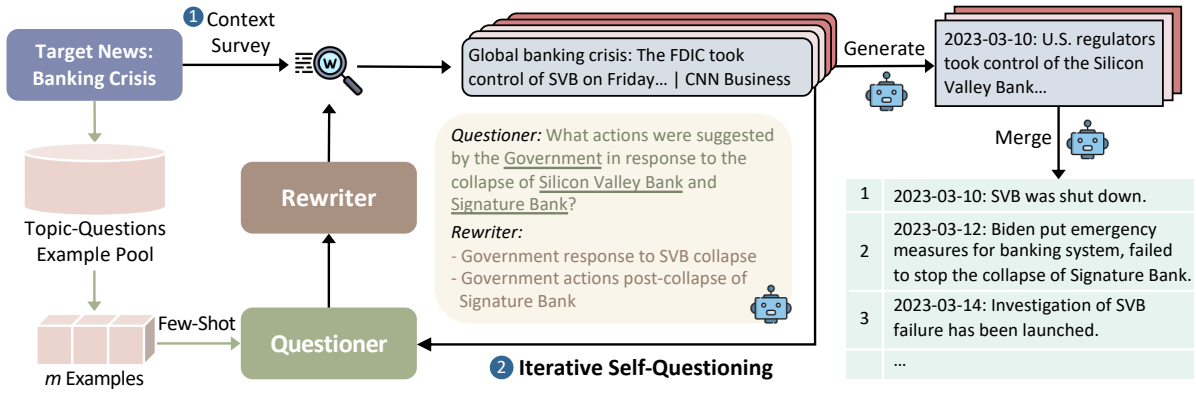 1 Context
Survey
Target News:
Banking Crisis
W
Global banking crisis: The FDIC took
control of SVB on Friday... | CNN Business
Generate
2023-03-10: U.S. regulators
took control of the Silicon
Valley Bank...
Merge
Topic-Questions
Example Pool
m Examples
Few-Shot
Rewriter
Questioner
Questioner: What actions were suggested
by the Government in response to the
collapse of Silicon Valley Bank and
Signature Bank?
Rewriter:
- Government response to SVB collapse
- Government actions post-collapse of
Signature Bank
2 Iterative Self-Questioning
1 2023-03-10: SVB was shut down.
2023-03-12: Biden put emergency
2 measures for banking system, failed
to stop the collapse of Signature Bank.
3 2023-03-14: Investigation of SVB
failure has been launched.
...